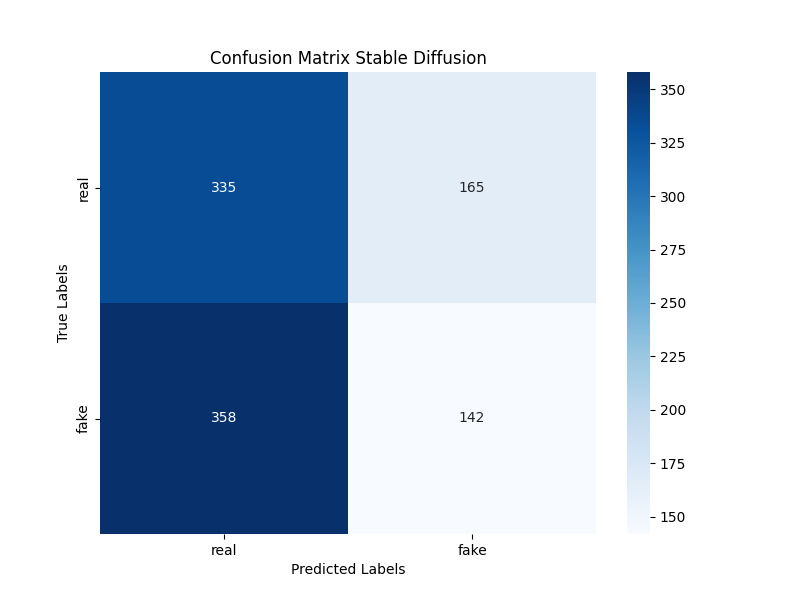 Confusion Matrix Stable Diffusion
True Labels
real
fake
335
165
358
142
real
fake
Predicted Labels
350
325
300
275
250
225
200
175
150